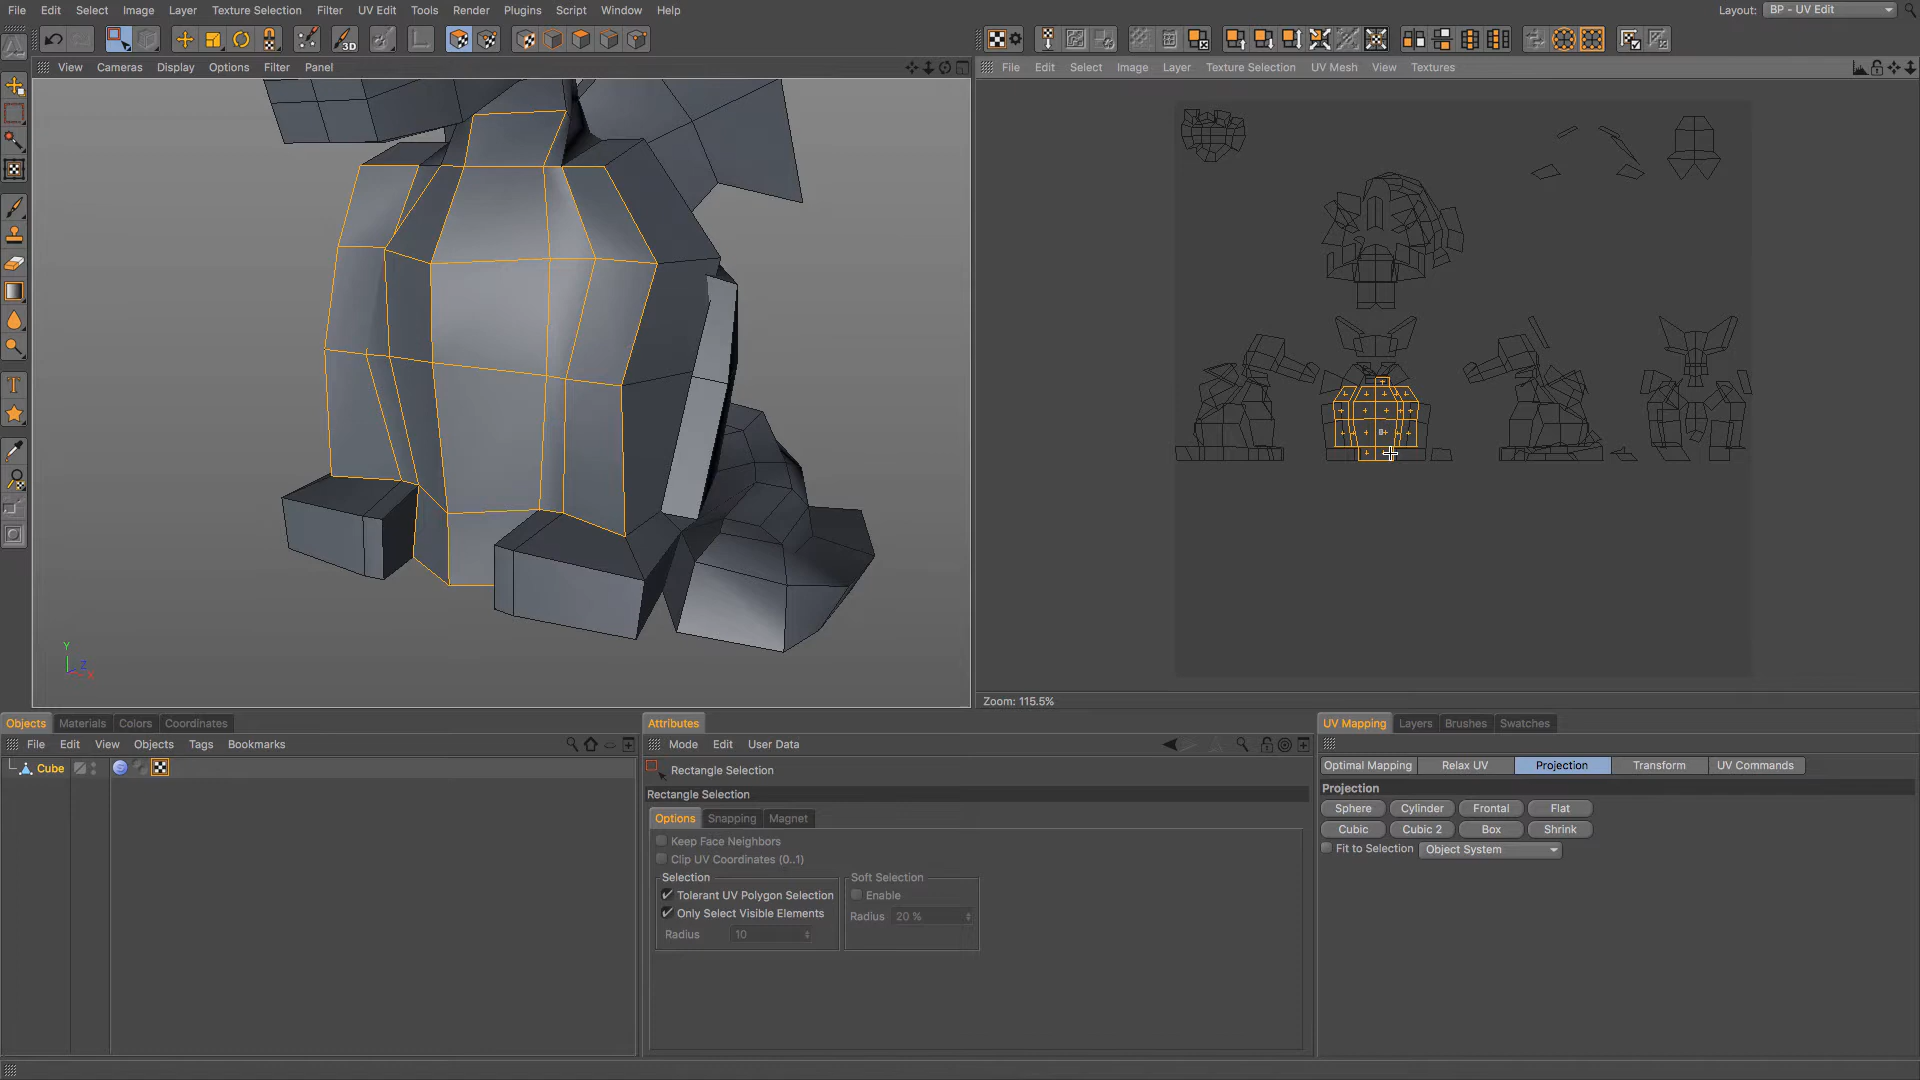 File Edit Select Image Layer Texture Selection Filter UV Edit Tools Render Plugins Script Window Help
Layout: BP - UV Edit
View Cameras Display Options Filter Panel
File Edit Select Image Layer Texture Selection UV Mesh View Textures
3D
T
Y
Z
X
Zoom: 115.5%
Objects Materials Colors Coordinates
File Edit View Objects Tags Bookmarks
Cube
Attributes
Mode Edit User Data
Rectangle Selection
Rectangle Selection
Options Snapping Magnet
Keep Face Neighbors
Clip UV Coordinates (0..1)
Selection
Tolerant UV Polygon Selection
Only Select Visible Elements
Radius 10
Soft Selection
Enable
Radius 20 %
UV Mapping Layers Brushes Swatches
Optimal Mapping Relax UV Projection Transform UV Commands
Projection
Sphere Cylinder Frontal Flat
Cubic Cubic 2 Box Shrink
Fit to Selection Object System